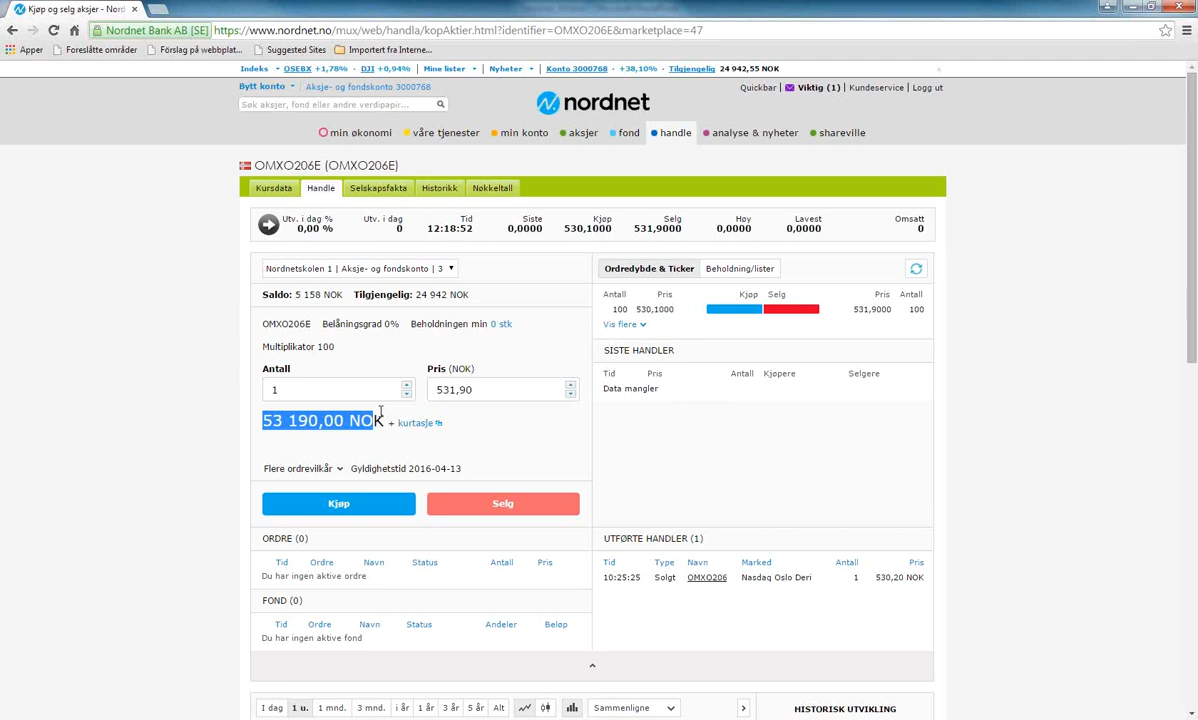 Kjøp og selg aksjer - Nord
Nordnet Bank AB [SE] https://www.nordnet.no/mux/web/handla/kopAktier.html?identifier=OMXO206E&marketplace=47
Apper Foreslåtte områder Forslag på webbplat... Suggested Sites Importert fra Interne...
Indeks OSEBX +1,78% DJI +0,94% Mine lister Nyheter Konto 3000768 +38,10% Tilgjengelig 24 942,55 NOK
Bytt konto Aksje- og fondskonto 3000768
Quickbar Viktig (1) Kundeservice Logg ut
Søk aksjer, fond eller andre verdipapir...
nordnet
min økonomi våre tjenester min konto aksjer fond handle analyse & nyheter shareville
OMXO206E (OMXO206E)
Kursdata Handle Selskapsfakta Historikk Nøkkeltall
Utv. i dag % Utv. i dag Tid Siste Kjøp Selg Høy Lavest Omsatt
0,00 % 0 12:18:52 0,0000 530,1000 531,9000 0,0000 0,0000 0
Nordnetskolen 1 | Aksje- og fondskonto | 3
Saldo: 5 158 NOK Tilgjengelig: 24 942 NOK
OMXO206E Belåningsgrad 0% Beholdningen min 0 stk
Multiplikator 100
Antall Pris (NOK)
1 531,90
53 190,00 NOK + kurtasje
Flere ordrevilkår Gyldighetstid 2016-04-13
Kjøp Selg
Ordredybde & Ticker Beholdning/lister
Antall Pris Kjøp Selg Pris Antall
100 530,1000 531,9000 100
Vis flere
SISTE HANDLER
Tid Pris Antall Kjøpere Selgere
Data mangler
ORDRE (0)
Tid Ordre Navn Status Antall Pris
Du har ingen aktive ordre
FOND (0)
Tid Ordre Navn Status Andeler Beløp
Du har ingen aktive fond
UTFØRTE HANDLER (1)
Tid Type Navn Marked Antall Pris
10:25:25 Solgt OMXO206 Nasdaq Oslo Deri 1 530,20 NOK
I dag 1 u. 1 mnd. 3 mnd. i år 1 år 3 år 5 år Alt Sammenligne
HISTORISK UTVIKLING